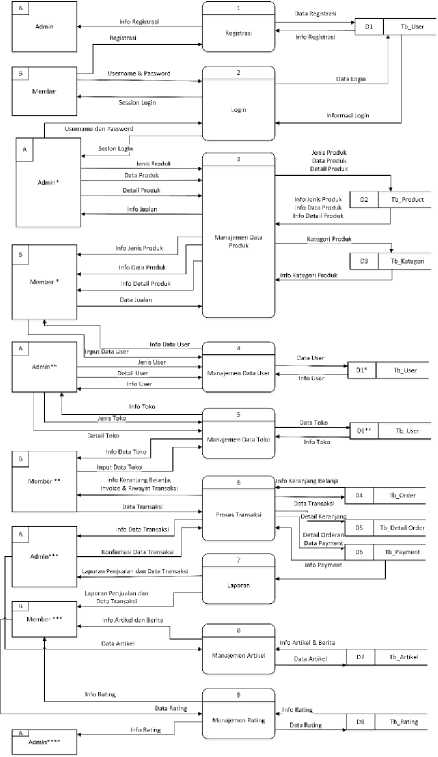 A
Admin
Info Registrasi
1
Registrasi
Data Registrasi
Info Registrasi
D1 Tb_User
Registrasi
B
Member
Username & Password
Session Login
2
Login
Data Login
Informasi Login
Username dan Password
Sesion Login
A
Admin*
Jenis Produk
Data Produk
Detail Produk
Info Jualan
3
Manajemen Data
Produk
Jenis Produk
Data Produk
Detail Produk
D2 Tb_Product
Info Jenis Produk
Info Data Produk
Info Detail Produk
Kategori Produk
D3 Tb_Kategori
Info Kategori Produk
B
Member *
Info Jenis Produk
Info Data Produk
Info Detail Produk
Data Jualan
Info Data User
Input Data User
A
Admin**
Jenis User
Detail User
Info User
4
Manajemen Data User
Data User
Info User
D1* Tb_User
Info Toko
Jenis Toko
Detail Toko
5
Manajemen Data Toko
Data Toko
Info Toko
D1** Tb_User
Info Data Toko
Input Data Toko
B
Member **
Info Keranjang Belanja,
Invoice & Riwayat Transaksi
Data Transaksi
6
Proses Transaksi
Info Keranjang Belanja
Data Transaksi
D4 Tb_Order
Detail Keranjang
Detail Orderan
D5 Tb_Detail Order
Data Payment
D6 Tb_Payment
Info Payment
A
Admin***
Info Data Transaksi
Konfirmasi Data Transaksi
Laporan Penjualan dan Data Transaksi
7
Laporan
Laporan Penjualan dan
Data Transaksi
B
Member ***
Info Artikel dan Berita
Data Artikel
8
Manajemen Artikel
Info Artikel & Berita
Data Artikel
D7 Tb_Artikel
Info Rating
Data Rating
9
Manajemen Rating
Info Rating
Data Rating
D8 Tb_Rating
A
Admin****
Info Rating